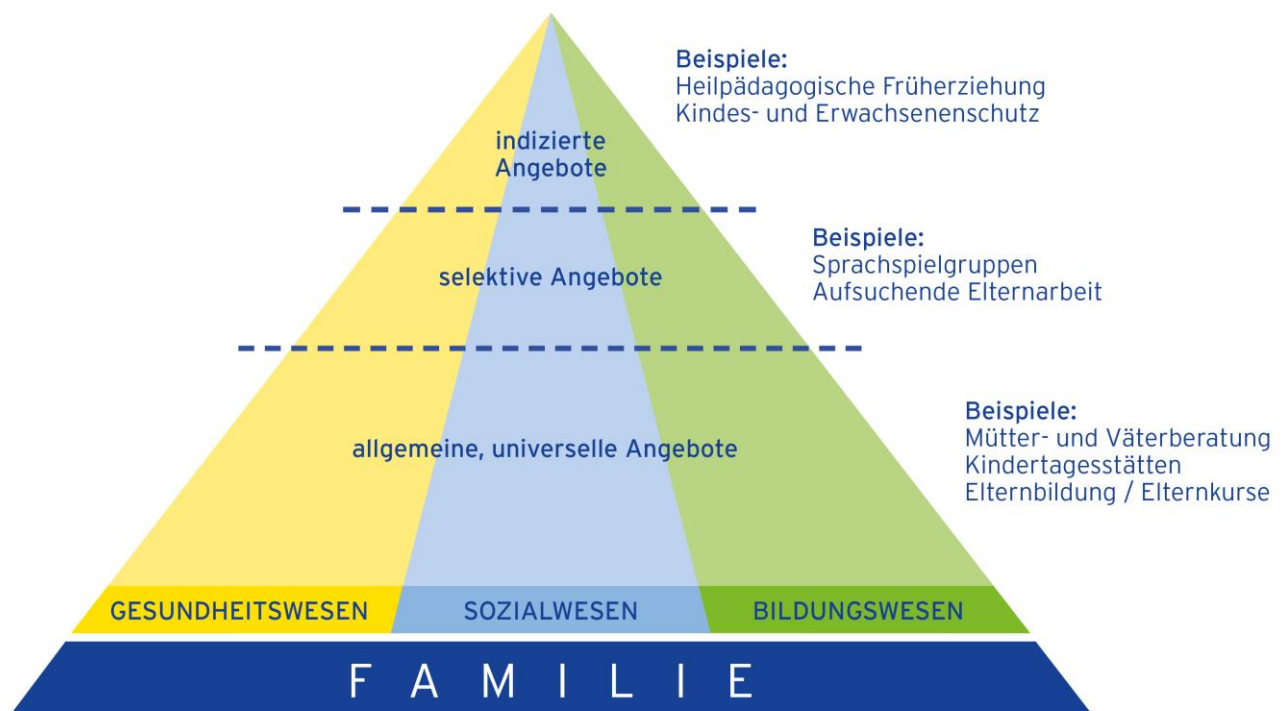 Beispiele:
Heilpädagogische Früherziehung
Kindes- und Erwachsenenschutz
indizierte
Angebote
Beispiele:
Sprachspielgruppen
Aufsuchende Elternarbeit
selektive Angebote
Beispiele:
Mütter- und Väterberatung
Kindertagesstätten
Elternbildung / Elternkurse
allgemeine, universelle Angebote
GESUNDHEITSWESEN
SOZIALWESEN
BILDUNGSWESEN
FAMILIE